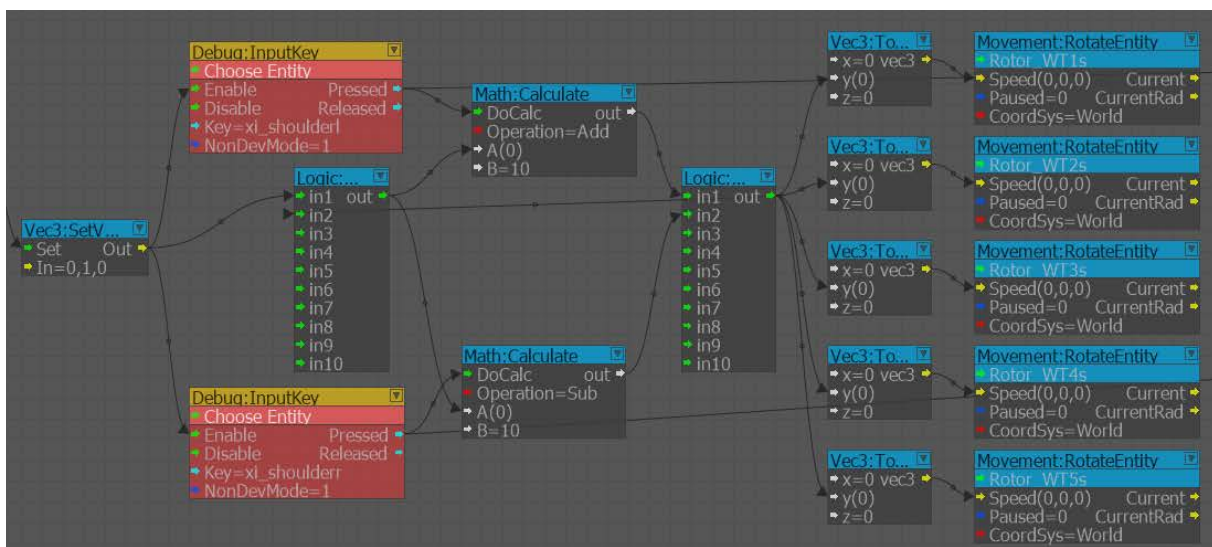 Vec3:SetV...
Set Out
In=0,1,0
Debug:InputKey
Choose Entity
Enable Pressed
Disable Released
Key=xi_shoulderl
NonDevMode=1
Logic:...
in1 out
in2
in3
in4
in5
in6
in7
in8
in9
in10
Debug:InputKey
Choose Entity
Enable Pressed
Disable Released
Key=xi_shoulderr
NonDevMode=1
Math:Calculate
DoCalc out
Operation=Add
A(0)
B=10
Math:Calculate
DoCalc out
Operation=Sub
A(0)
B=10
Logic:...
in1 out
in2
in3
in4
in5
in6
in7
in8
in9
in10
Vec3:To...
x=0 vec3
y(0)
z=0
Movement:RotateEntity
Rotor_WT1s
Speed(0,0,0) Current
Paused=0 CurrentRad
CoordSys=World
Vec3:To...
x=0 vec3
y(0)
z=0
Movement:RotateEntity
Rotor_WT2s
Speed(0,0,0) Current
Paused=0 CurrentRad
CoordSys=World
Vec3:To...
x=0 vec3
y(0)
z=0
Movement:RotateEntity
Rotor_WT3s
Speed(0,0,0) Current
Paused=0 CurrentRad
CoordSys=World
Vec3:To...
x=0 vec3
y(0)
z=0
Movement:RotateEntity
Rotor_WT4s
Speed(0,0,0) Current
Paused=0 CurrentRad
CoordSys=World
Vec3:To...
x=0 vec3
y(0)
z=0
Movement:RotateEntity
Rotor_WT5s
Speed(0,0,0) Current
Paused=0 CurrentRad
CoordSys=World